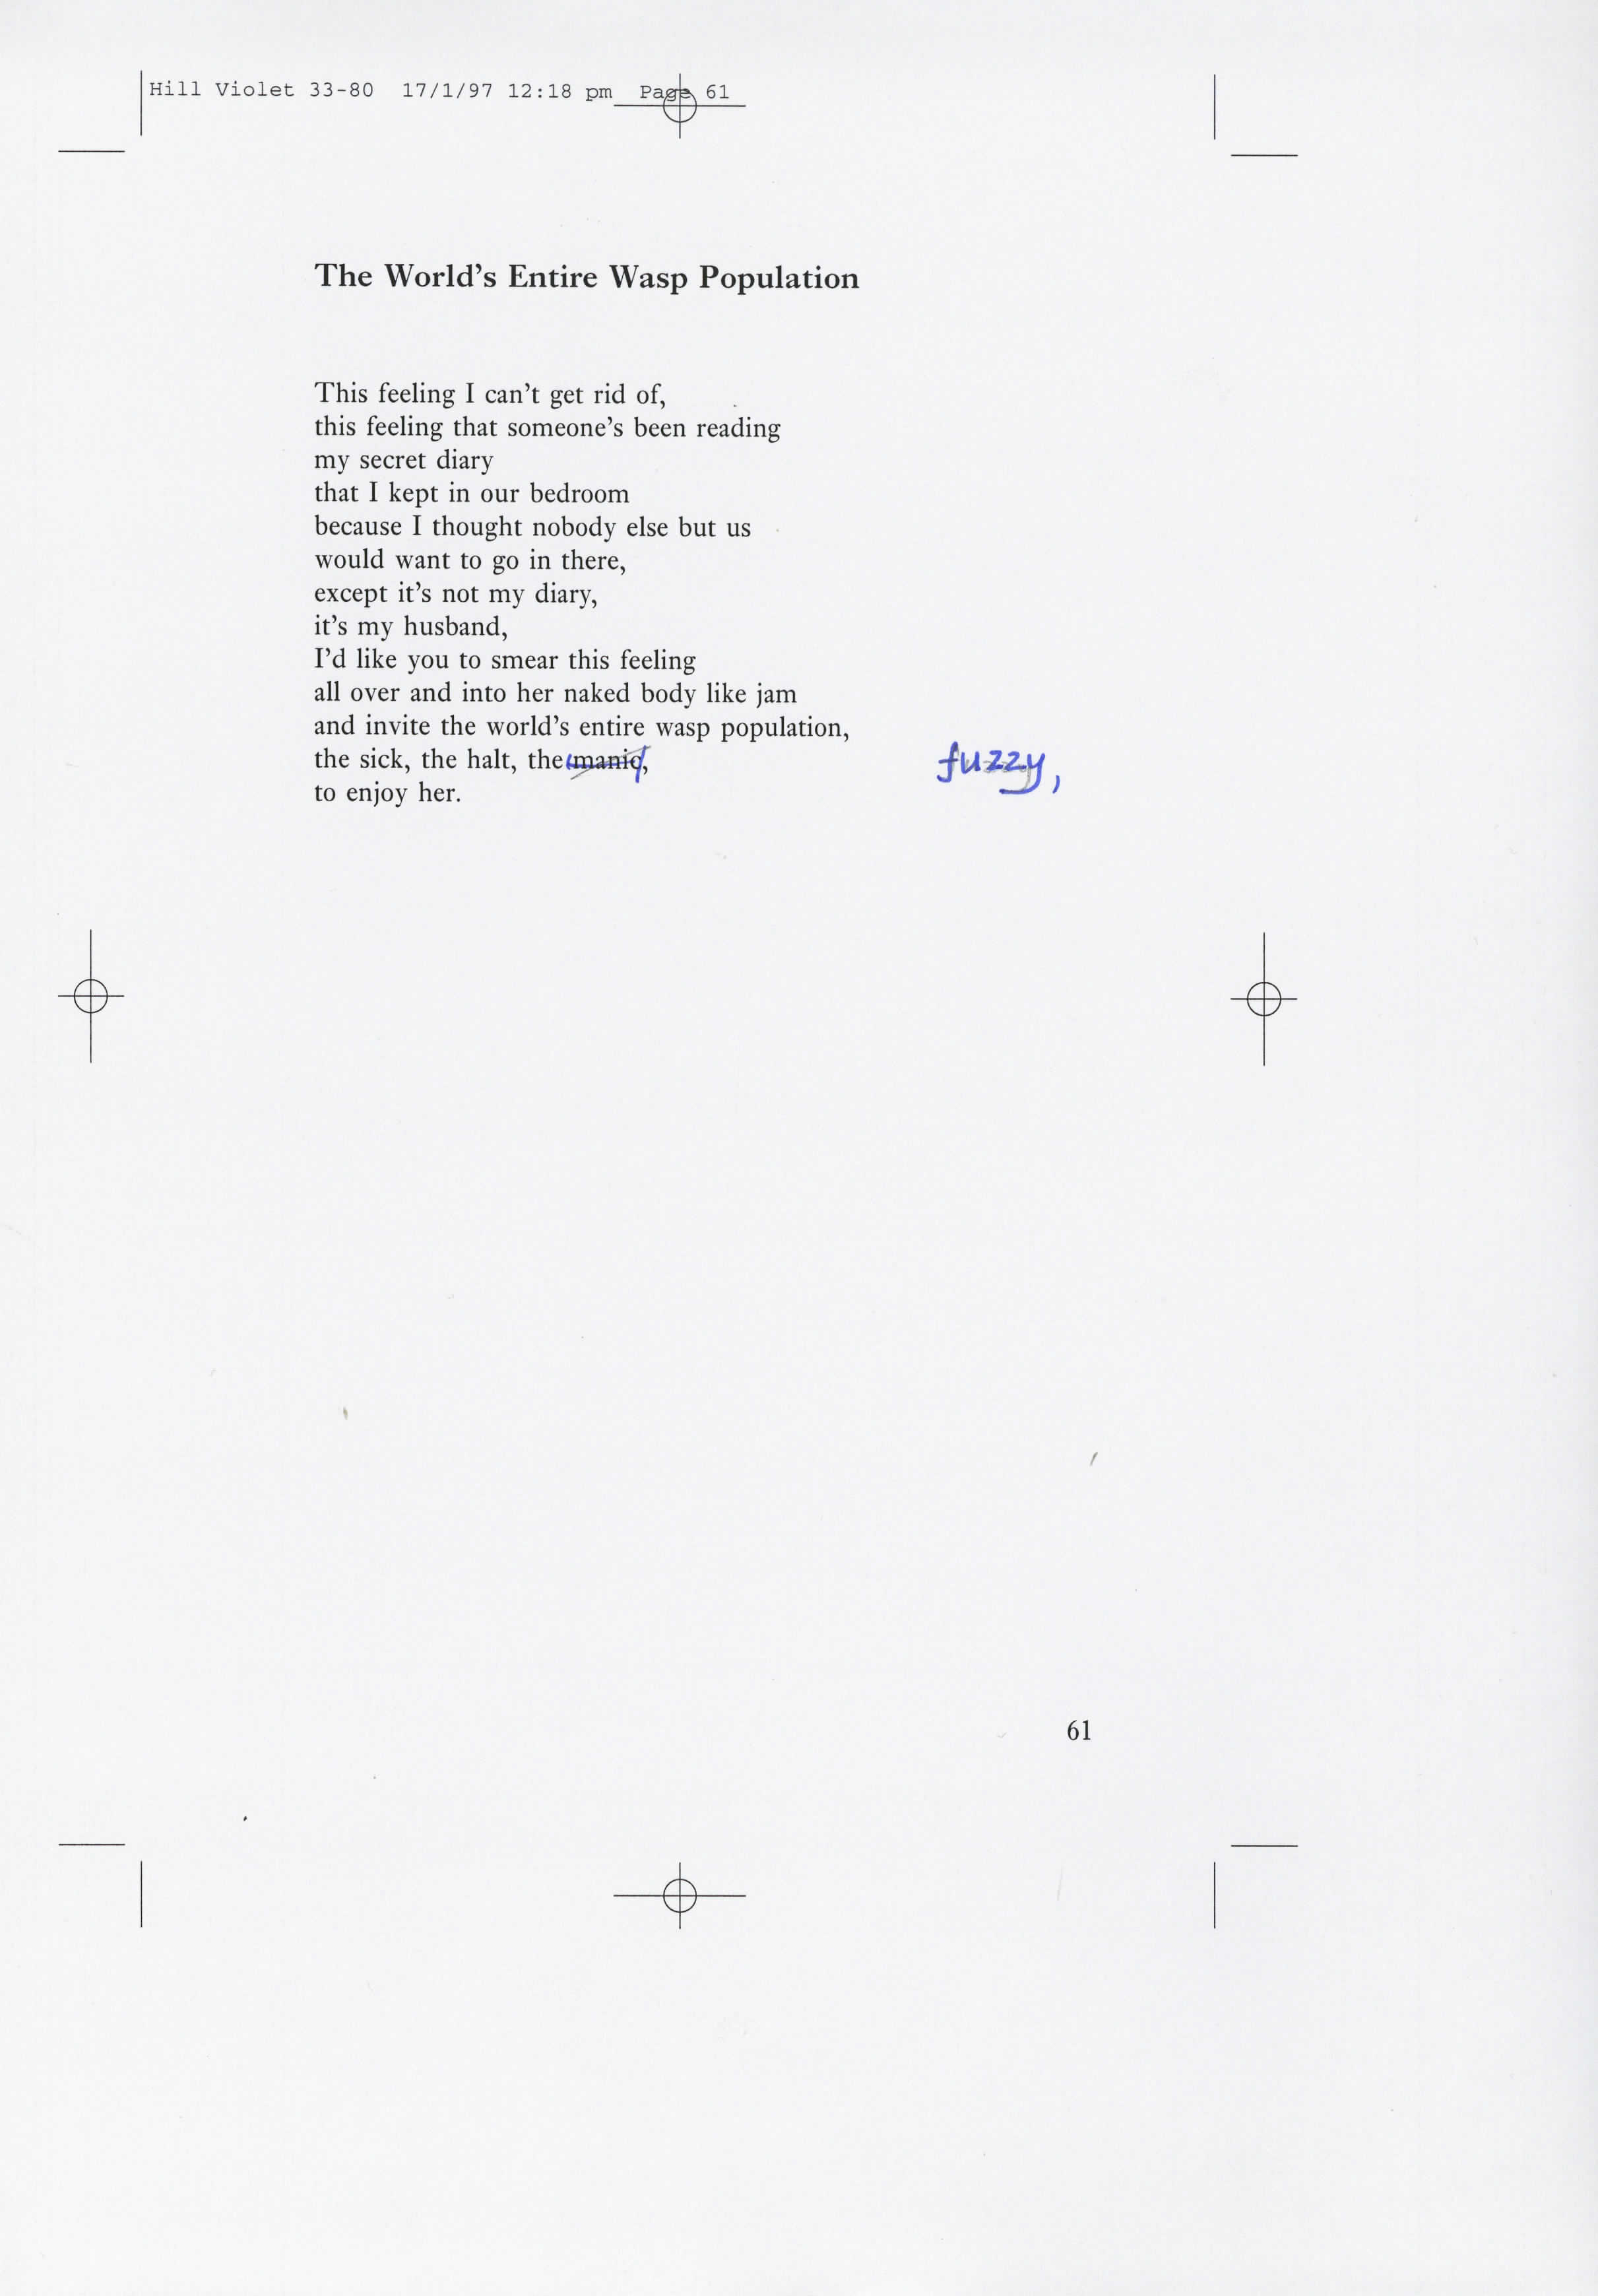 Hill Violet 33-80 17/1/97 12:18 pm Page 61
The World's Entire Wasp Population
This feeling I can't get rid of,
this feeling that someone's been reading
my secret diary
that I kept in our bedroom
because I thought nobody else but us
would want to go in there,
except it's not my diary,
it's my husband,
I'd like you to smear this feeling
all over and into her naked body like jam
and invite the world's entire wasp population,
the sick, the halt, the manic, fuzzy,
to enjoy her.
61